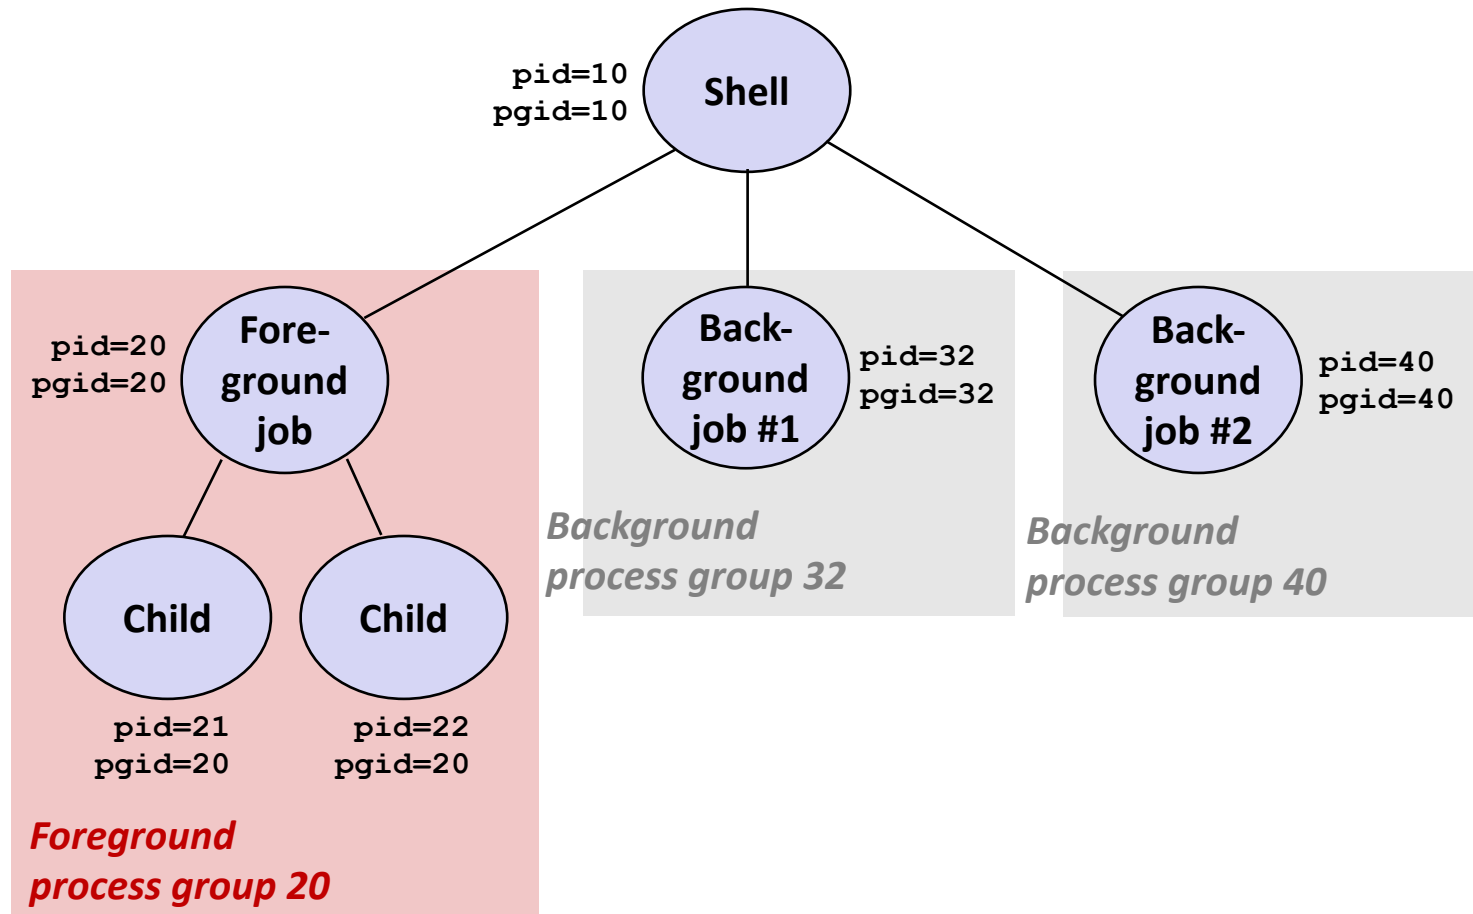 pid=10
pgid=10
Shell
pid=20
pgid=20
Fore-
ground
job
Back-
ground
job #1
pid=32
pgid=32
Back-
ground
job #2
pid=40
pgid=40
Background
process group 32
Background
process group 40
Child
Child
pid=21
pgid=20
pid=22
pgid=20
Foreground
process group 20